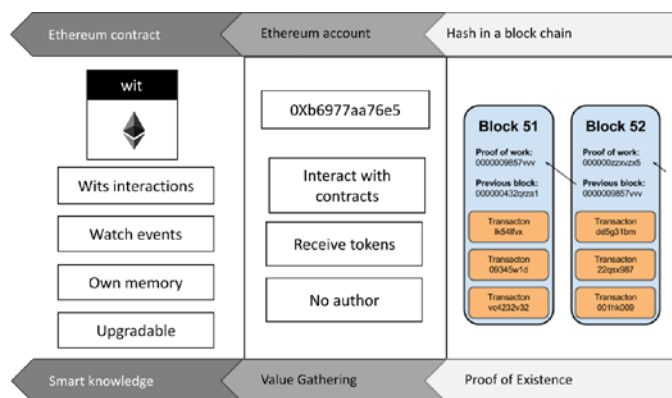 Ethereum contract
Ethereum account
Hash in a block chain
wit
Wits interactions
Watch events
Own memory
Upgradable
0Xb6977aa76e5
Interact with
contracts
Receive tokens
No author
Block 51
Proof of work:
0000009857vvv
Previous block:
000000432qrza1
Transacton
lk54lfvx
Transacton
09345w1d
Transacton
vc4232v32
Block 52
Proof of work:
000000zzxvzx5
Previous block:
0000009857vvv
Transacton
dd5g31bm
Transacton
22qsx987
Transacton
001hk009
Smart knowledge
Value Gathering
Proof of Existence